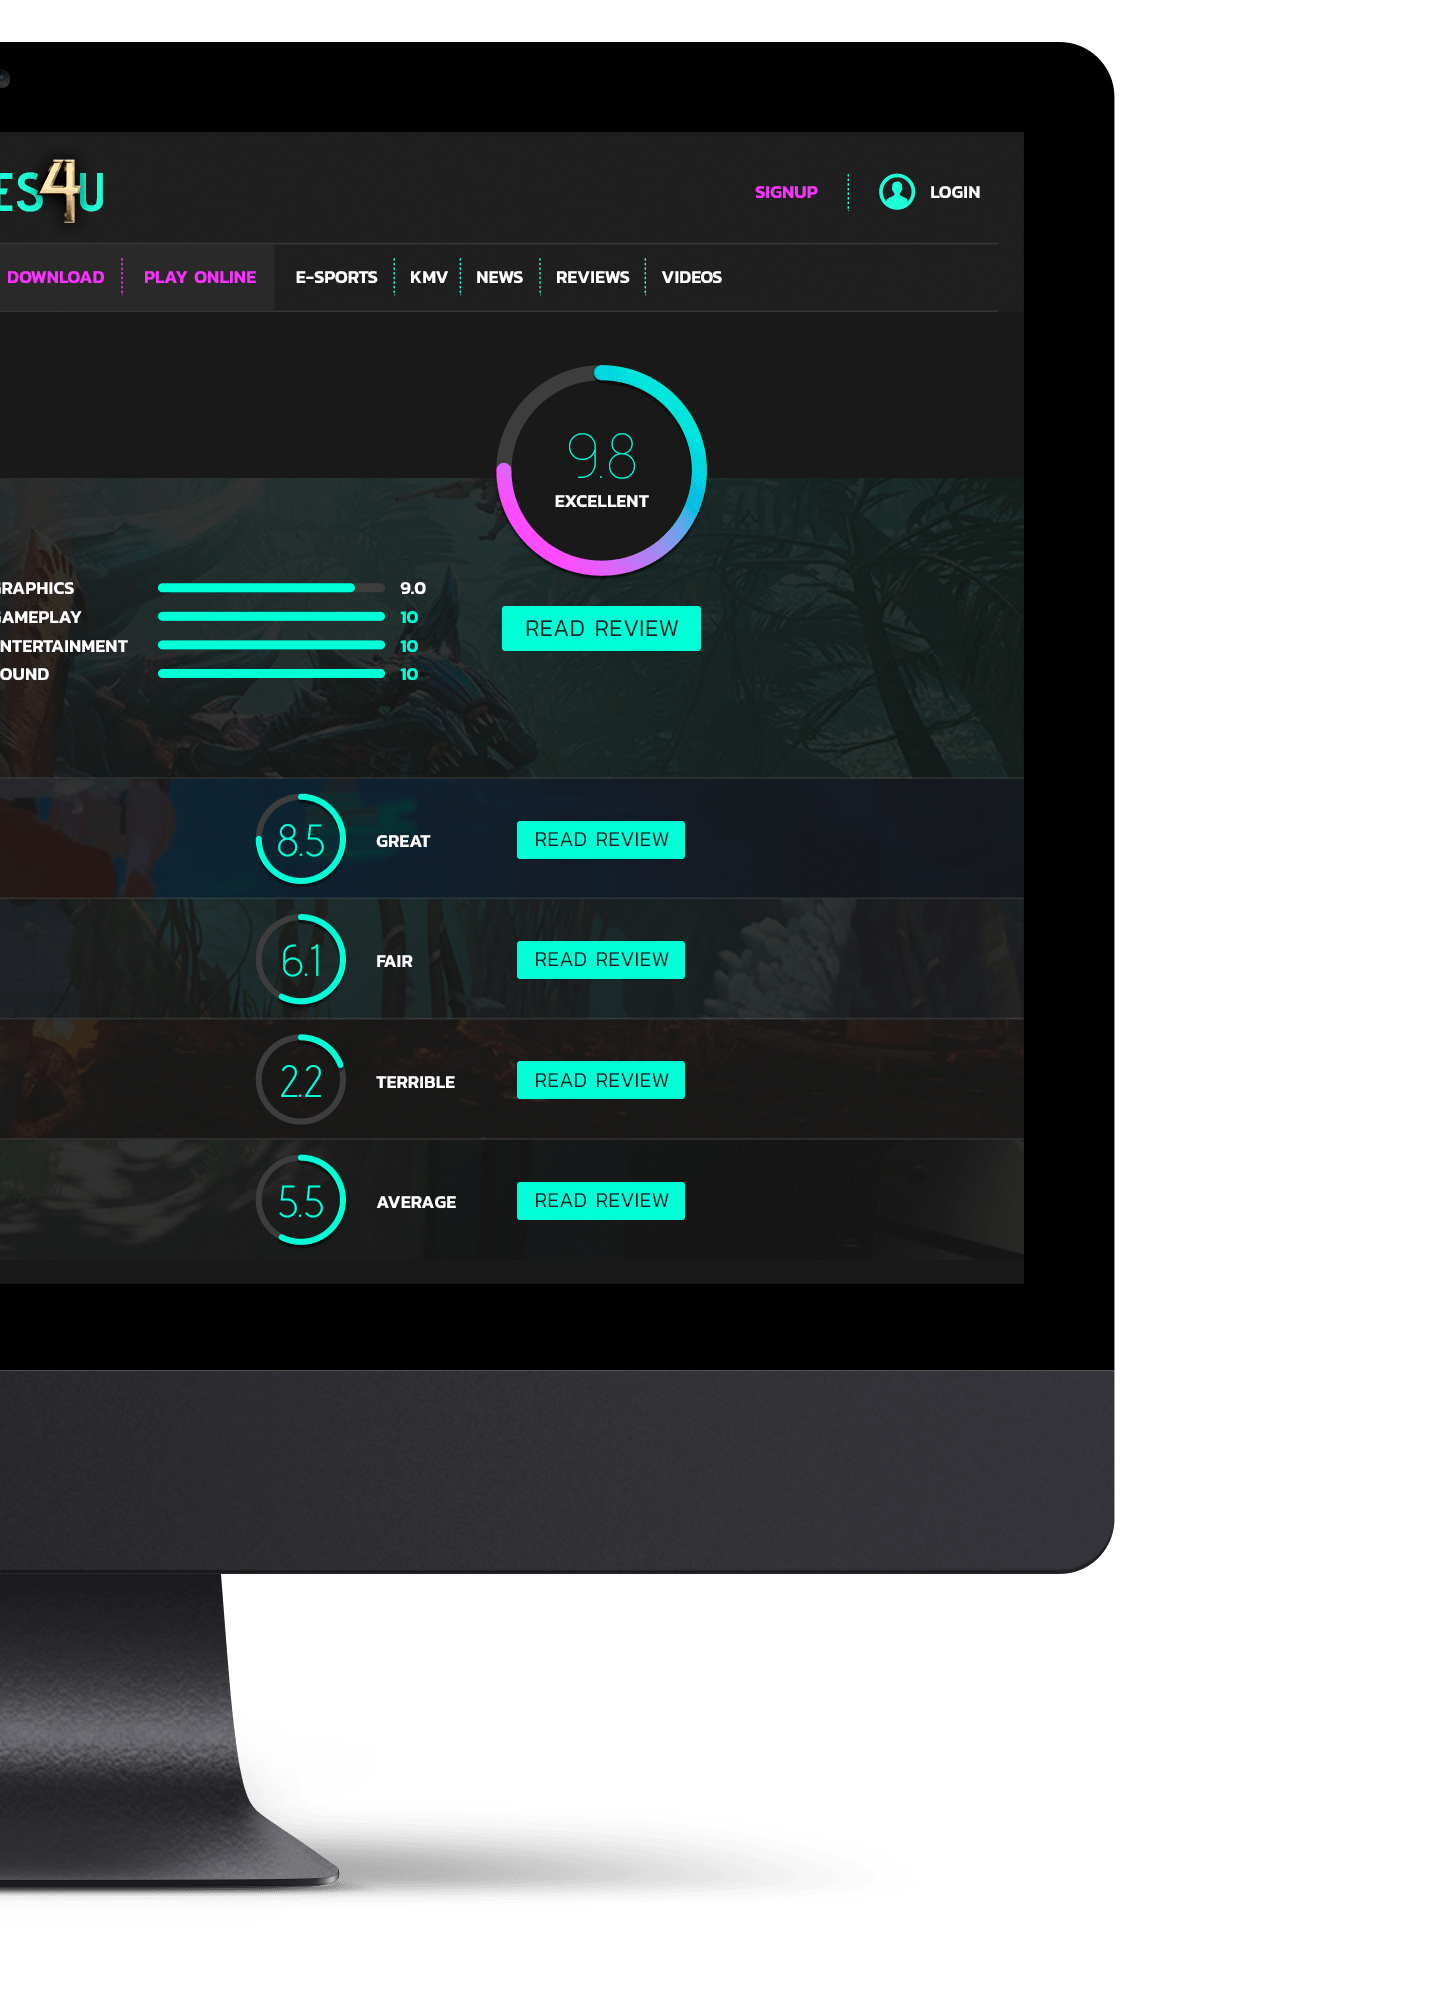 ES4U
SIGNUP
LOGIN
DOWNLOAD
PLAY ONLINE
E-SPORTS
KMV
NEWS
REVIEWS
VIDEOS
9.8
EXCELLENT
RAPHICS 9.0
AMEPLAY 10
NTERTAINMENT 10
OUND 10
READ REVIEW
8.5 GREAT READ REVIEW
6.1 FAIR READ REVIEW
2.2 TERRIBLE READ REVIEW
5.5 AVERAGE READ REVIEW